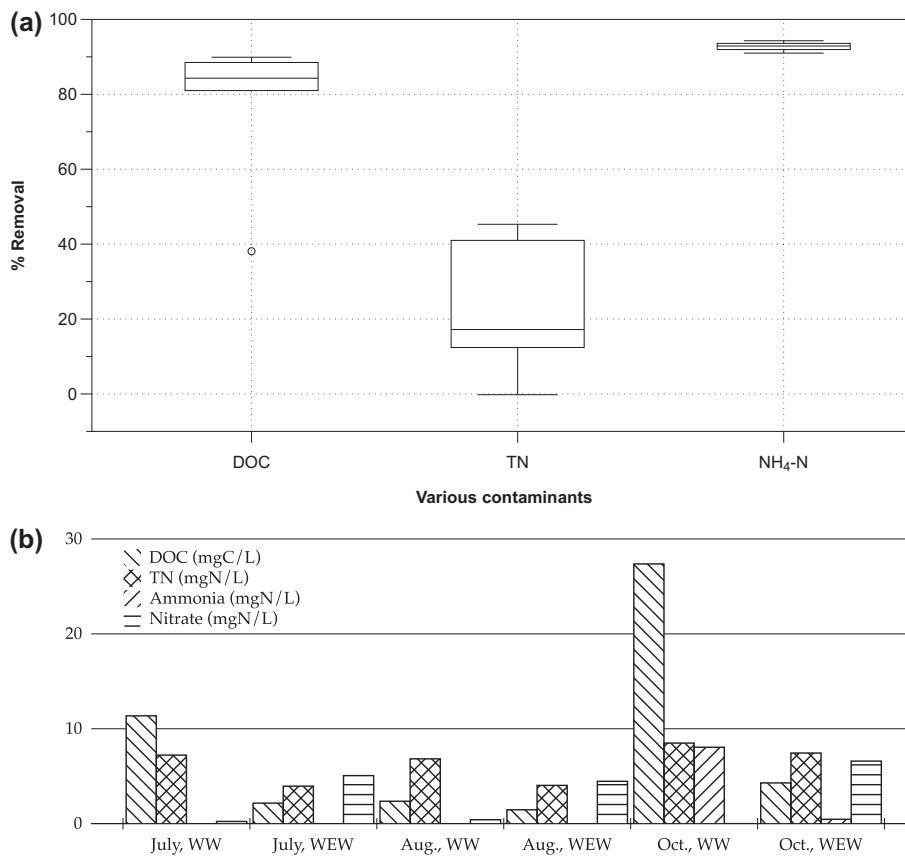 (a)
100
80
60
40
20
0
% Removal
DOC TN NH₄-N
Various contaminants
(b)
30
20
10
0
DOC (mgC/L)
TN (mgN/L)
Ammonia (mgN/L)
Nitrate (mgN/L)
July, WW July, WEW Aug., WW Aug., WEW Oct., WW Oct., WEW